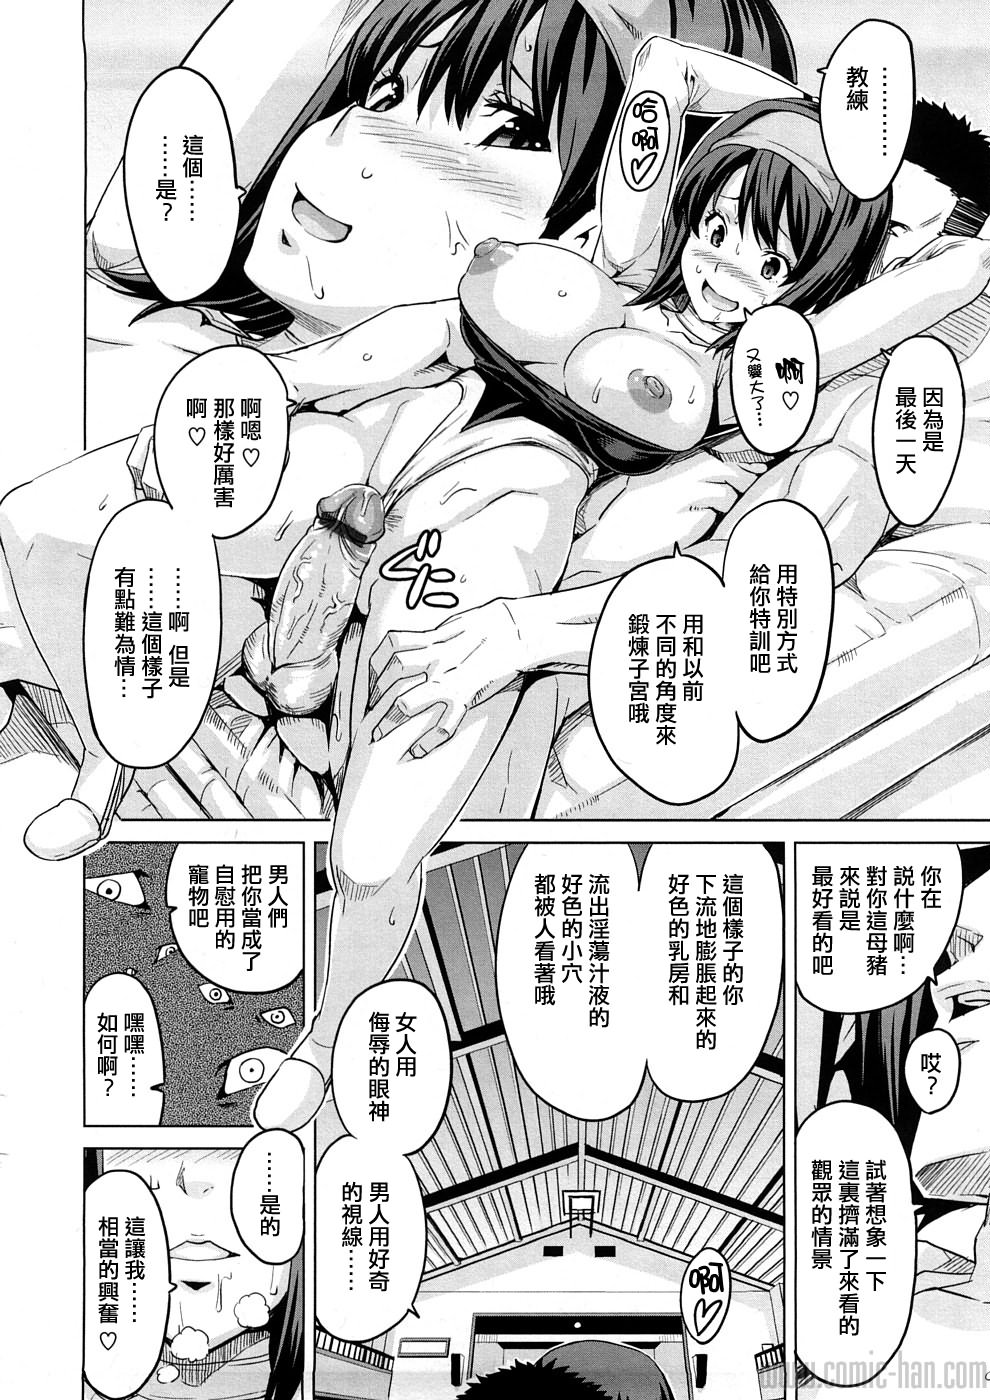 教練………
這個……
……是？
哈啊♡
因為是
最後一天
啊♡
又變大了…
用特別方式
給你特訓吧
用和以前
不同的角度來
鍛煉子宮哦
啊嗯♡
那樣好厲害
啊♡
……啊 但是
……這個樣子
有點難為情…
你在
說什麼啊…
對你這母豬
來說是
最好看的吧
哎？
試著想象一下
這裏擠滿了來看的
觀眾的情景
這個樣子的你
下流地膨脹起來的
好色的乳房和
流出淫蕩汁液的
好色的小穴
都被人看著哦
啊♡
女人用
侮辱的眼神
男人用好奇
的視線……
男人們
把你當成了
自慰用的
寵物吧
嘿嘿……
如何啊？
…是的
這讓我……
相當的興奮♡
www.comic-han.com